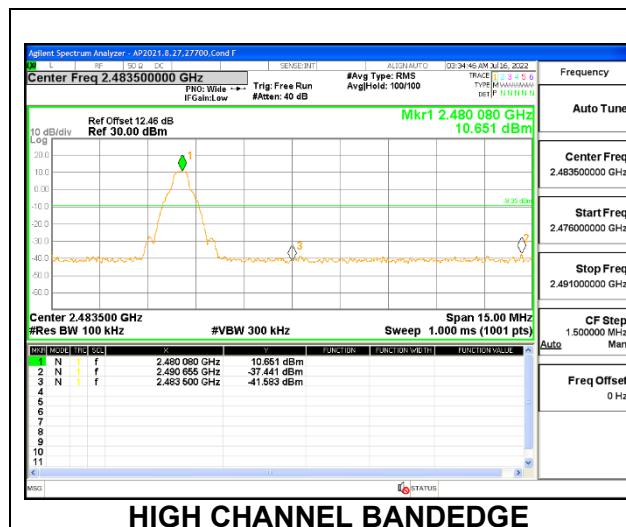 Agilent Spectrum Analyzer - AP2021.8.27,27700,Cond F
L RF 50 Ω DC SENSE:INT ALIGN AUTO 03:34:46 AM Jul 16, 2022
Center Freq 2.483500000 GHz #Avg Type: RMS TRACE 1 2 3 4 5 6
PNO: Wide Trig: Free Run Avg|Hold: 100/100 TYPE
IFGain:Low #Atten: 40 dB DET P N N N N N
Frequency
Auto Tune
Center Freq
2.483500000 GHz
Start Freq
2.476000000 GHz
Stop Freq
2.491000000 GHz
CF Step
1.500000 MHz
Auto Man
Freq Offset
0 Hz
Mkr1 2.480 080 GHz
10.651 dBm
Ref Offset 12.46 dB
10 dB/div Ref 30.00 dBm
Log
20.0
10.0
0.00
-10.0
-20.0
-30.0
-40.0
-50.0
-60.0
1
2
3
Center 2.483500 GHz Span 15.00 MHz
#Res BW 100 kHz #VBW 300 kHz Sweep 1.000 ms (1001 pts)
MKR MODE TRC SCL X Y FUNCTION FUNCTION WIDTH FUNCTION VALUE
1 N 1 f 2.480 080 GHz 10.651 dBm
2 N 1 f 2.490 655 GHz -37.441 dBm
3 N 1 f 2.483 500 GHz -41.583 dBm
4
5
6
7
8
9
10
11
MSG STATUS
HIGH CHANNEL BANDEDGE